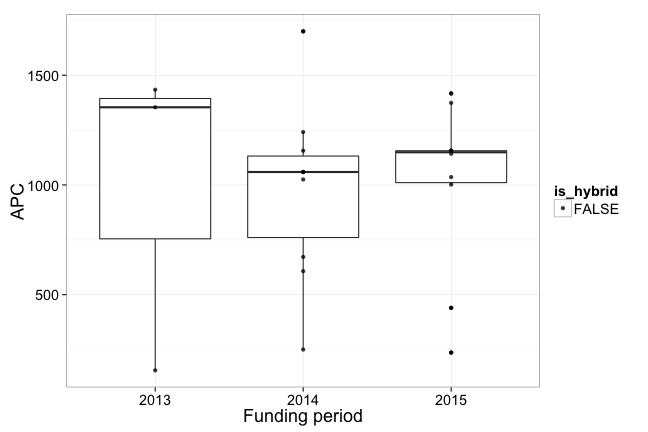 1500
1000
500
APC
2013 2014 2015
Funding period
is_hybrid
FALSE